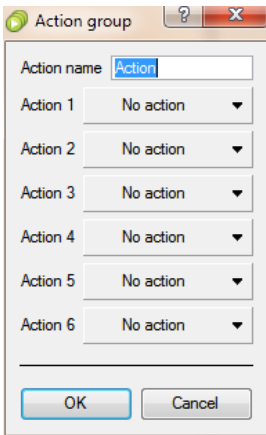 Action group
Action name Action
Action 1 No action
Action 2 No action
Action 3 No action
Action 4 No action
Action 5 No action
Action 6 No action
OK Cancel